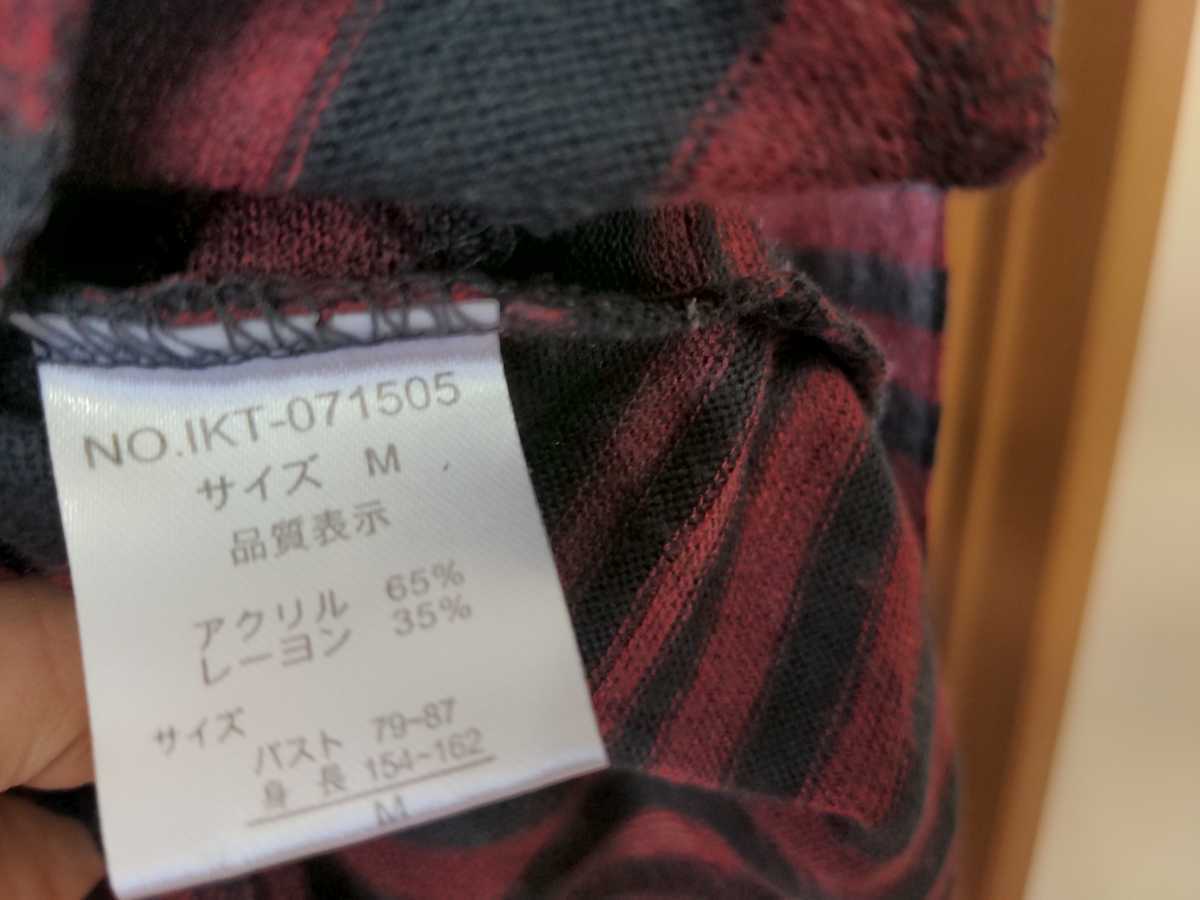 NO.IKT-071505
サイズ M
品質表示
アクリル 65%
レーヨン 35%
サイズ
バスト 79~87
身長 154~162
M